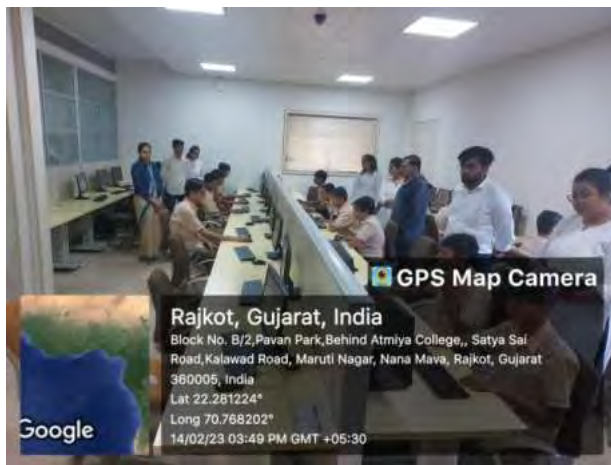 GPS Map Camera
Rajkot, Gujarat, India
Block No. B/2,Pavan Park,Behind Atmiya College,, Satya Sai
Road,Kalawad Road, Maruti Nagar, Nana Mava, Rajkot, Gujarat
360005, India
Lat 22.281224°
Long 70.768202°
14/02/23 03:49 PM GMT +05:30
Google